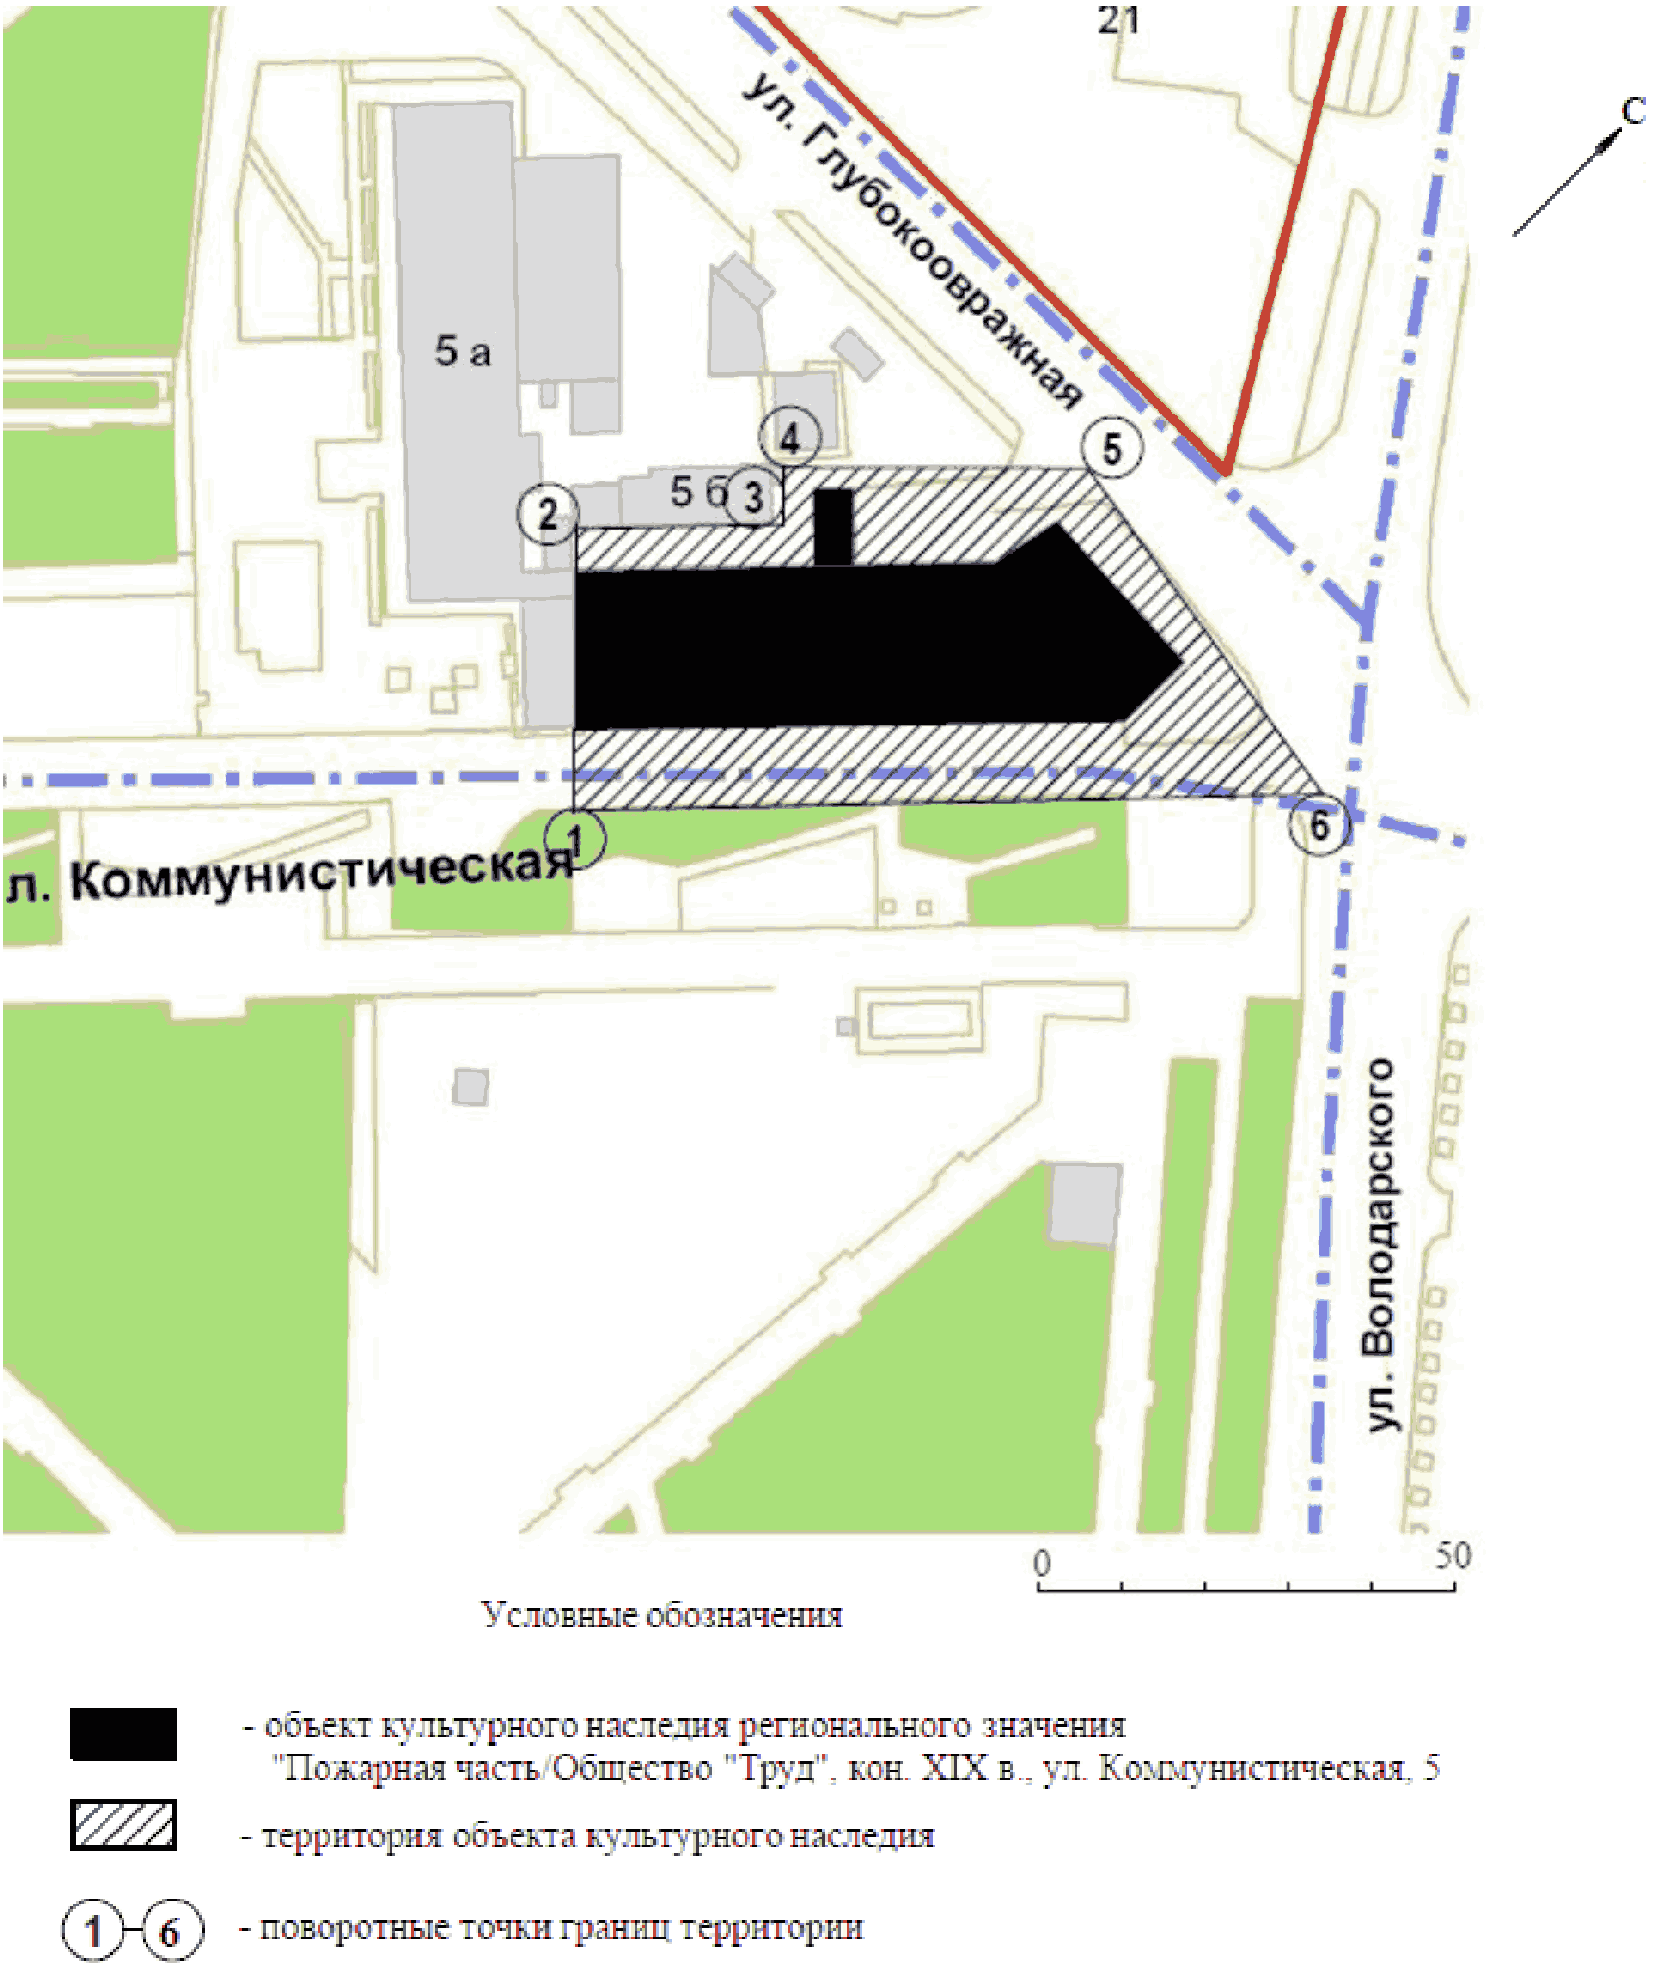 21
С
ул. Глубокоовражная
5 а
4
5
5 б
3
2
1
6
л. Коммунистическая
ул. Володарского
0
50
Условные обозначения
- объект культурного наследия регионального значения
"Пожарная часть/Общество "Труд", кон. XIX в., ул. Коммунистическая, 5
- территория объекта культурного наследия
1-6 - поворотные точки границ территории